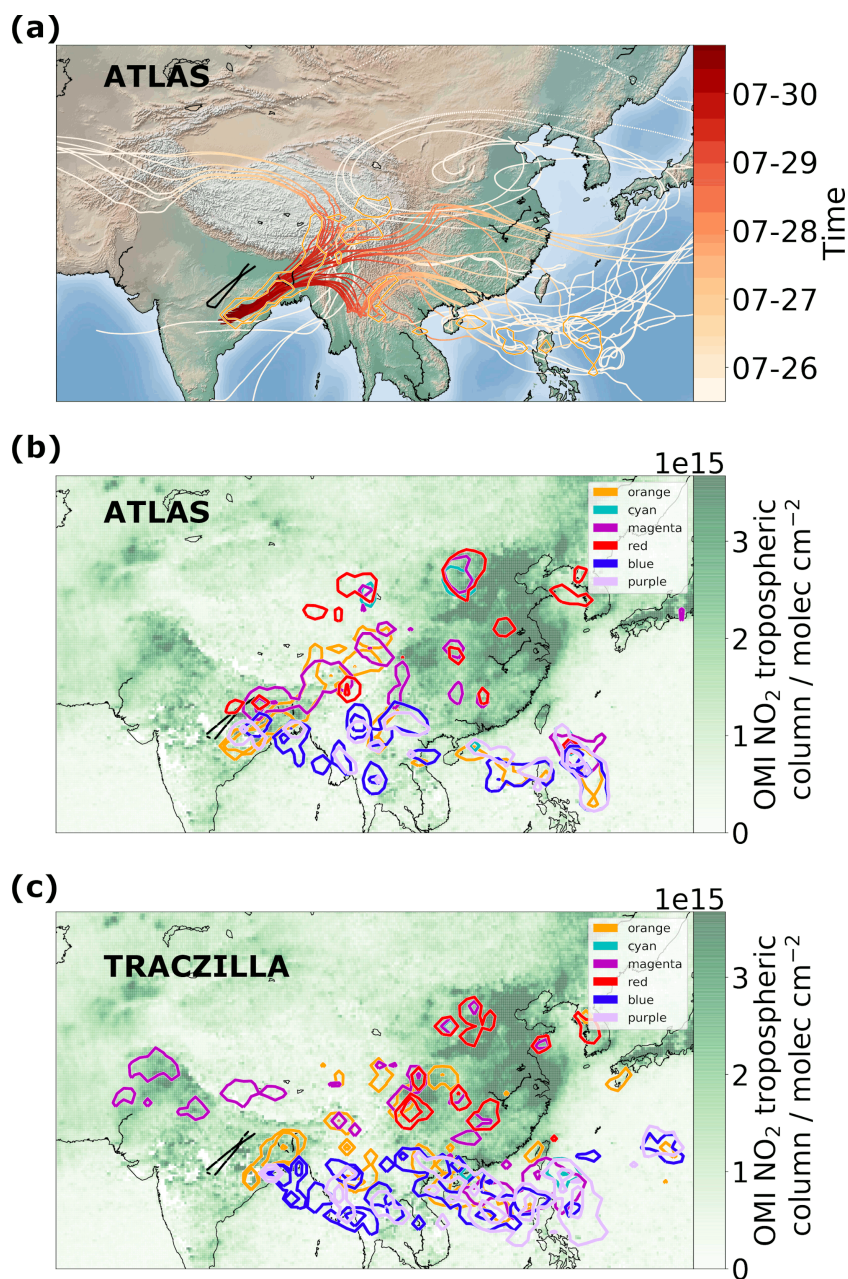 (a)
ATLAS
07-30
07-29
07-28
07-27
07-26
Time
(b)
1e15
ATLAS
orange
cyan
magenta
red
blue
purple
3
2
1
0
OMI NO₂ tropospheric
column / molec cm⁻²
(c)
1e15
TRACZILLA
orange
cyan
magenta
red
blue
purple
3
2
1
0
OMI NO₂ tropospheric
column / molec cm⁻²